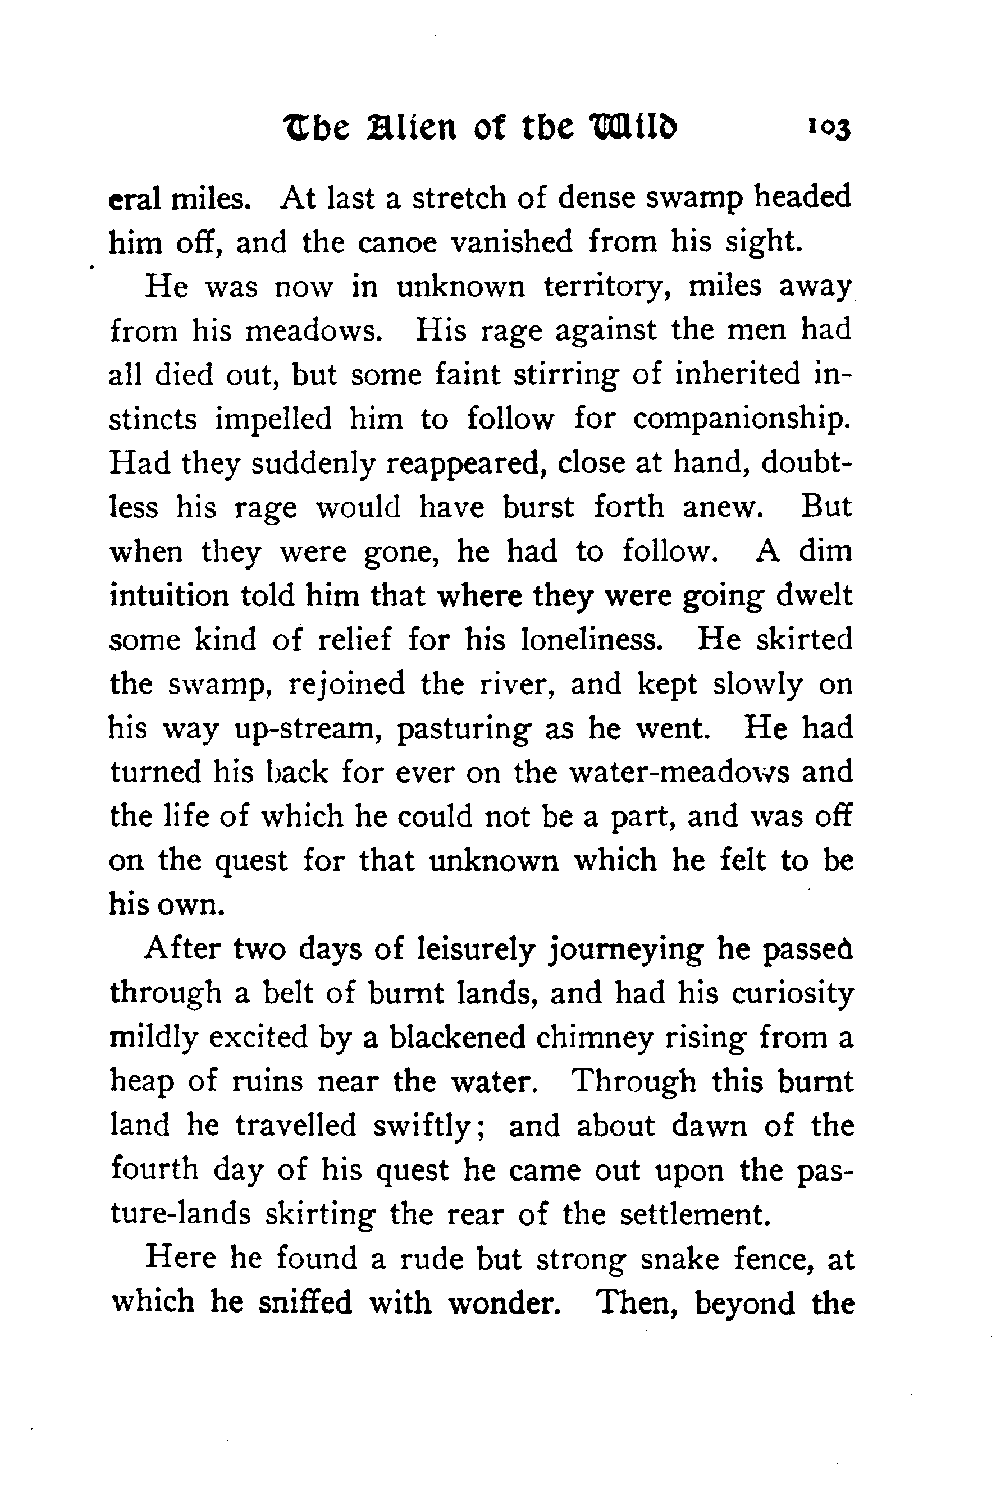 The Alien of the Wild 103
eral miles. At last a stretch of dense swamp headed
him off, and the canoe vanished from his sight.
He was now in unknown territory, miles away
from his meadows. His rage against the men had
all died out, but some faint stirring of inherited in-
stincts impelled him to follow for companionship.
Had they suddenly reappeared, close at hand, doubt-
less his rage would have burst forth anew. But
when they were gone, he had to follow. A dim
intuition told him that where they were going dwelt
some kind of relief for his loneliness. He skirted
the swamp, rejoined the river, and kept slowly on
his way up-stream, pasturing as he went. He had
turned his back for ever on the water-meadows and
the life of which he could not be a part, and was off
on the quest for that unknown which he felt to be
his own.
After two days of leisurely journeying he passed
through a belt of burnt lands, and had his curiosity
mildly excited by a blackened chimney rising from a
heap of ruins near the water. Through this burnt
land he travelled swiftly; and about dawn of the
fourth day of his quest he came out upon the pas-
ture-lands skirting the rear of the settlement.
Here he found a rude but strong snake fence, at
which he sniffed with wonder. Then, beyond the